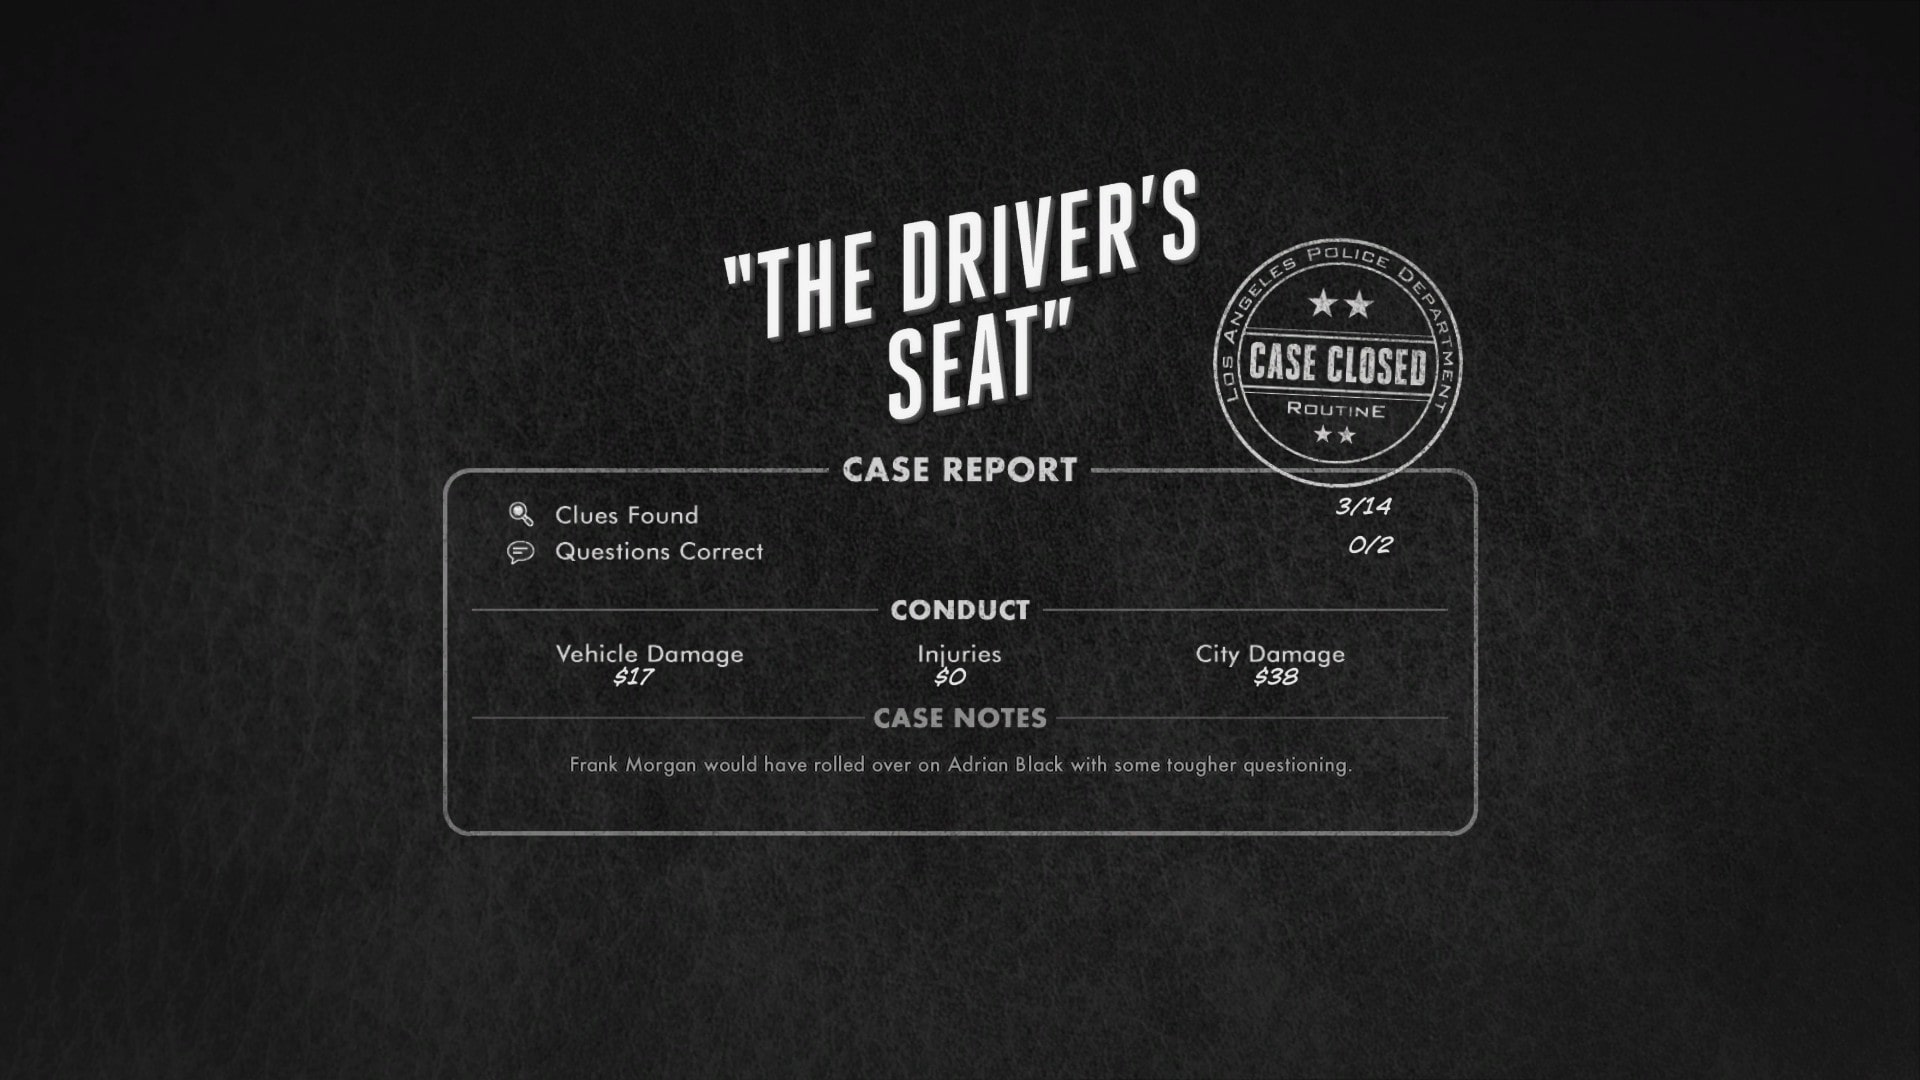 "THE DRIVER'S
SEAT"
LOS ANGELES POLICE DEPARTMENT
CASE CLOSED
ROUTINE
CASE REPORT
Clues Found 3/14
Questions Correct 0/2
CONDUCT
Vehicle Damage Injuries City Damage
$17 $0 $38
CASE NOTES
Frank Morgan would have rolled over on Adrian Black with some tougher questioning.